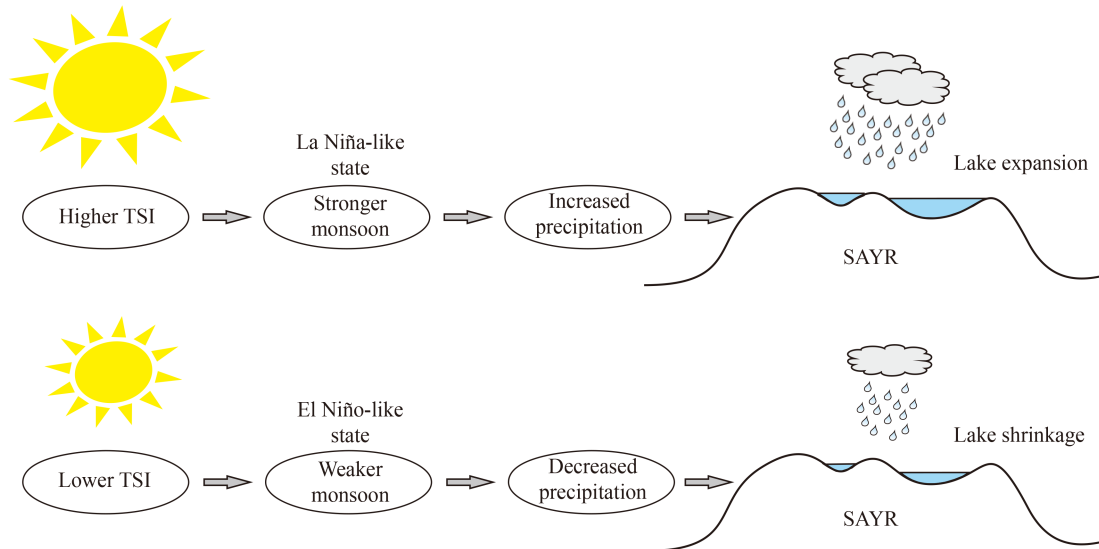 La Niña-like
state
Lake expansion
Higher TSI
Stronger
monsoon
Increased
precipitation
SAYR
El Niño-like
state
Lake shrinkage
Lower TSI
Weaker
monsoon
Decreased
precipitation
SAYR